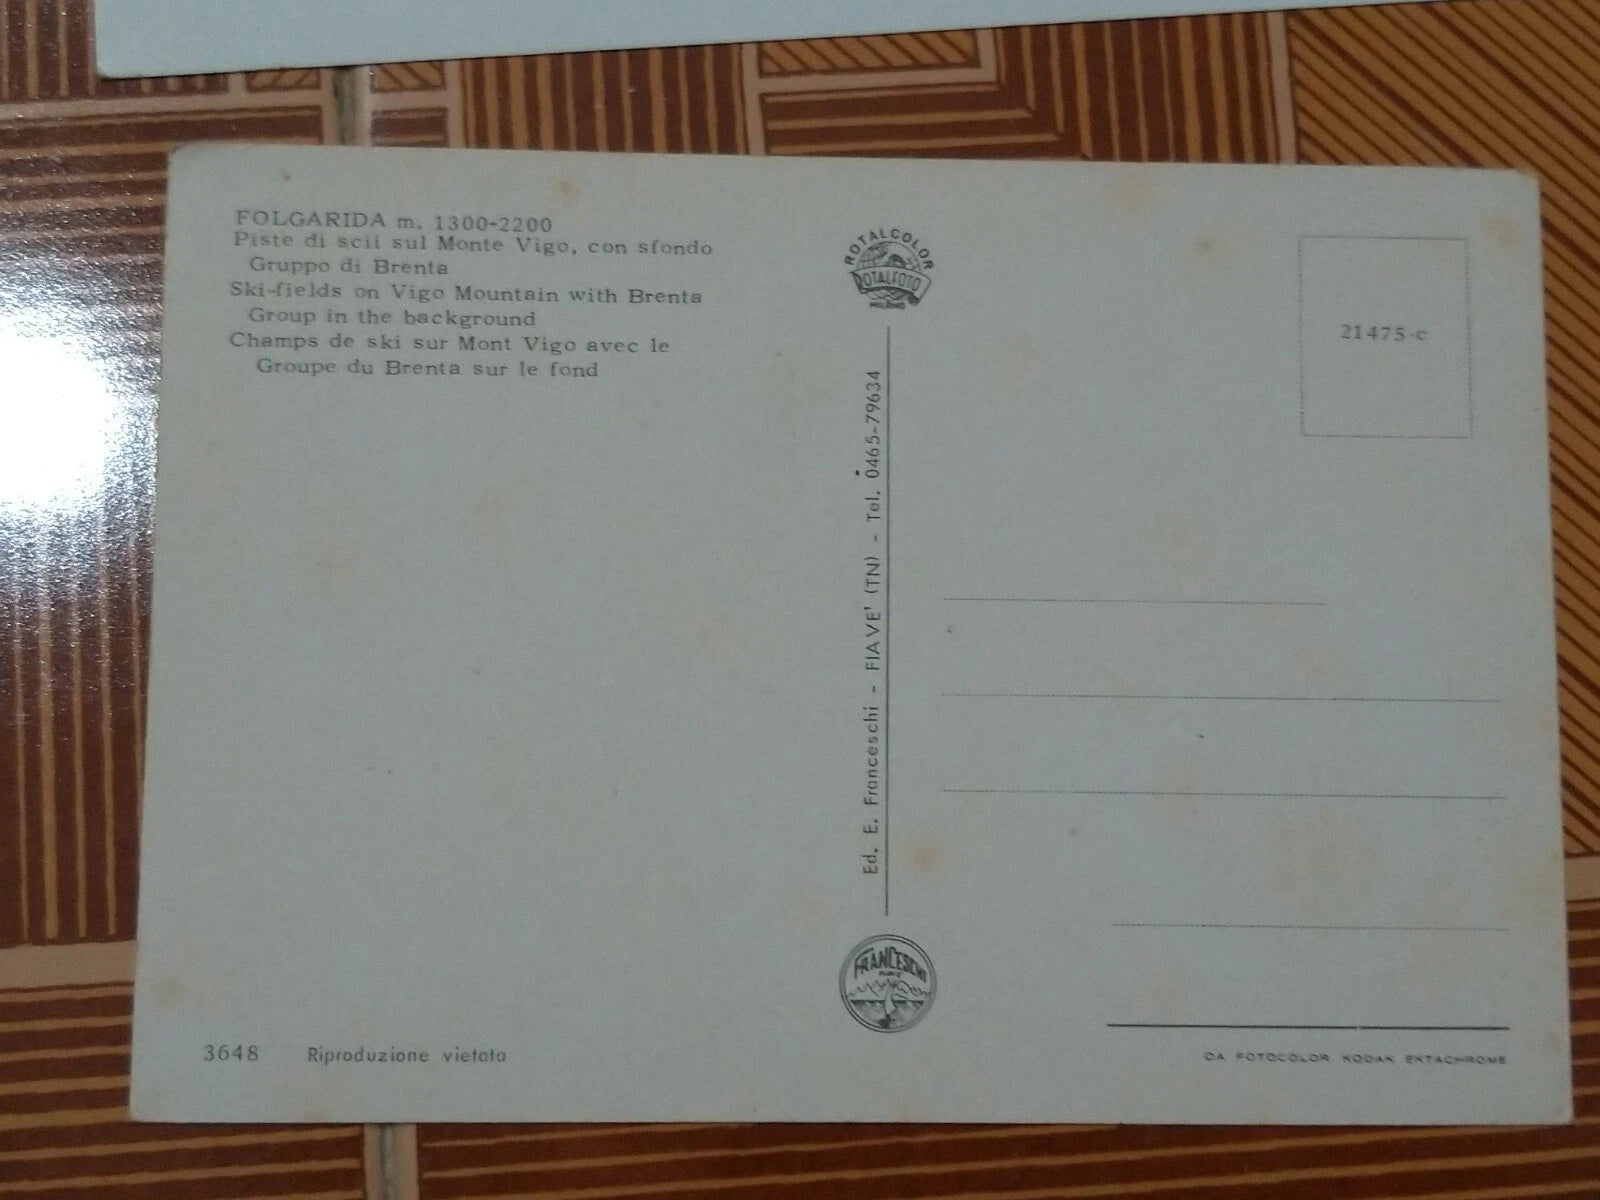 FOLGARIDA m. 1300-2200
Piste di scii sul Monte Vigo, con sfondo
Gruppo di Brenta
Ski-fields on Vigo Mountain with Brenta
Group in the background
Champs de ski sur Mont Vigo avec le
Groupe du Brenta sur le fond
ROTALCOLOR
ROTALFOTO
MILANO
21475-c
Ed. E. Franceschi - FIAVE' (TN) - Tel. 0465-79634
FRANCESCHI
FIAVÈ
3648 Riproduzione vietata
DA FOTOCOLOR KODAK EKTACHROME